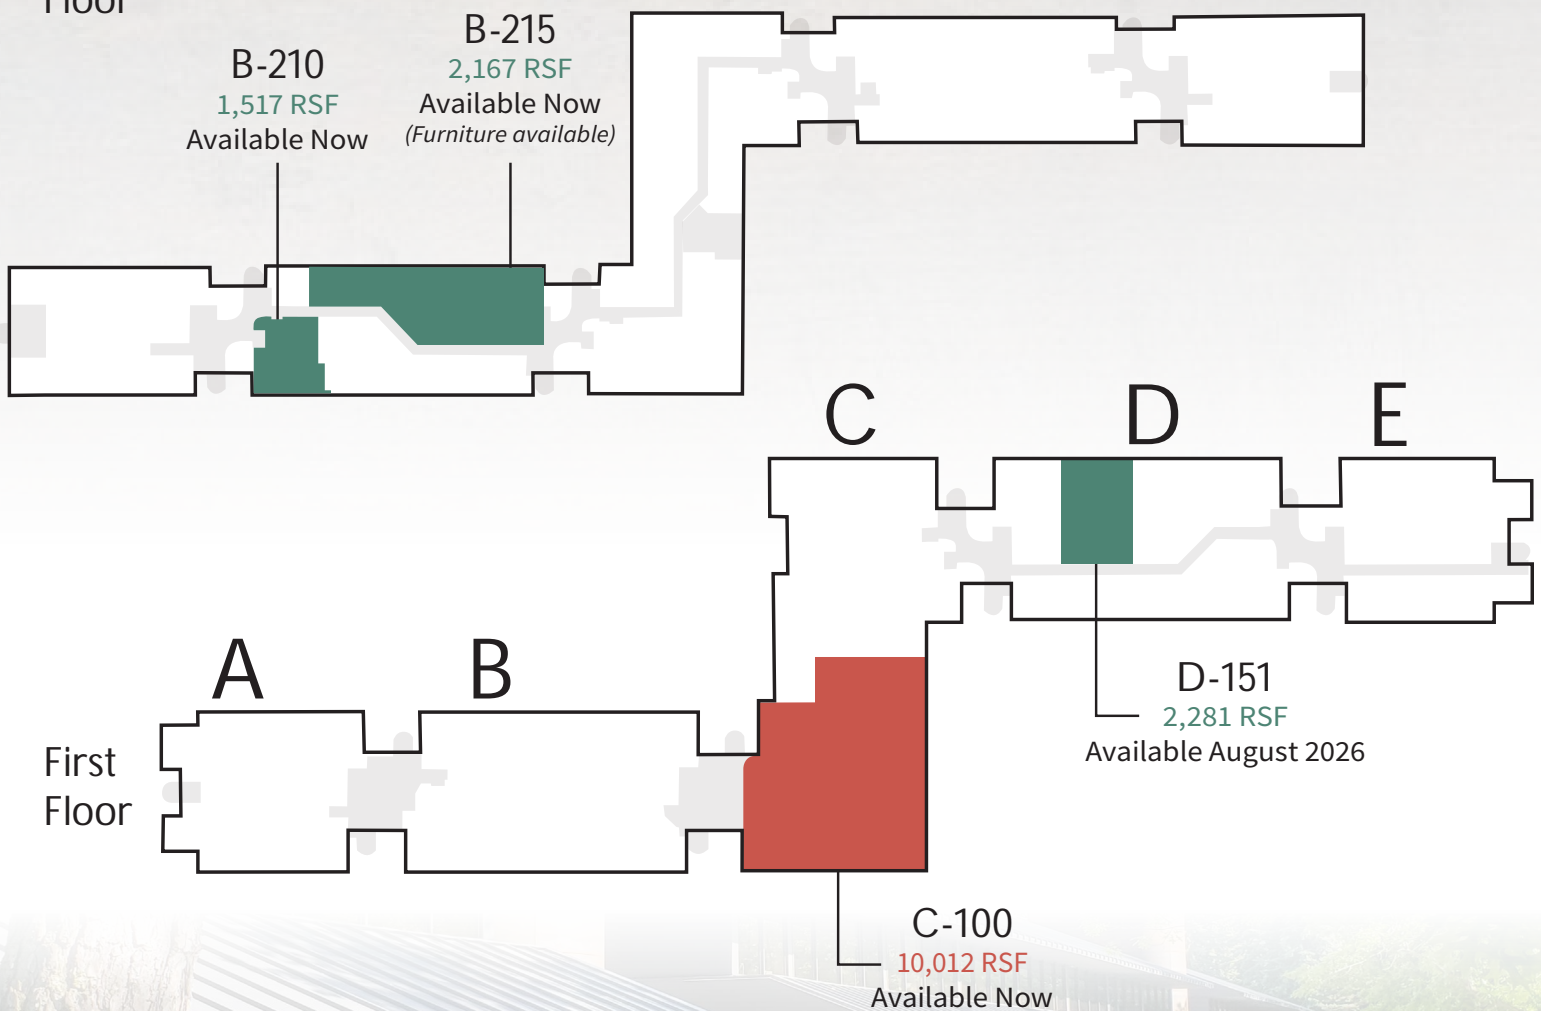 Floor
B-210
1,517 RSF
Available Now
B-215
2,167 RSF
Available Now
(Furniture available)
C
D
E
A
B
First
Floor
D-151
2,281 RSF
Available August 2026
C-100
10,012 RSF
Available Now